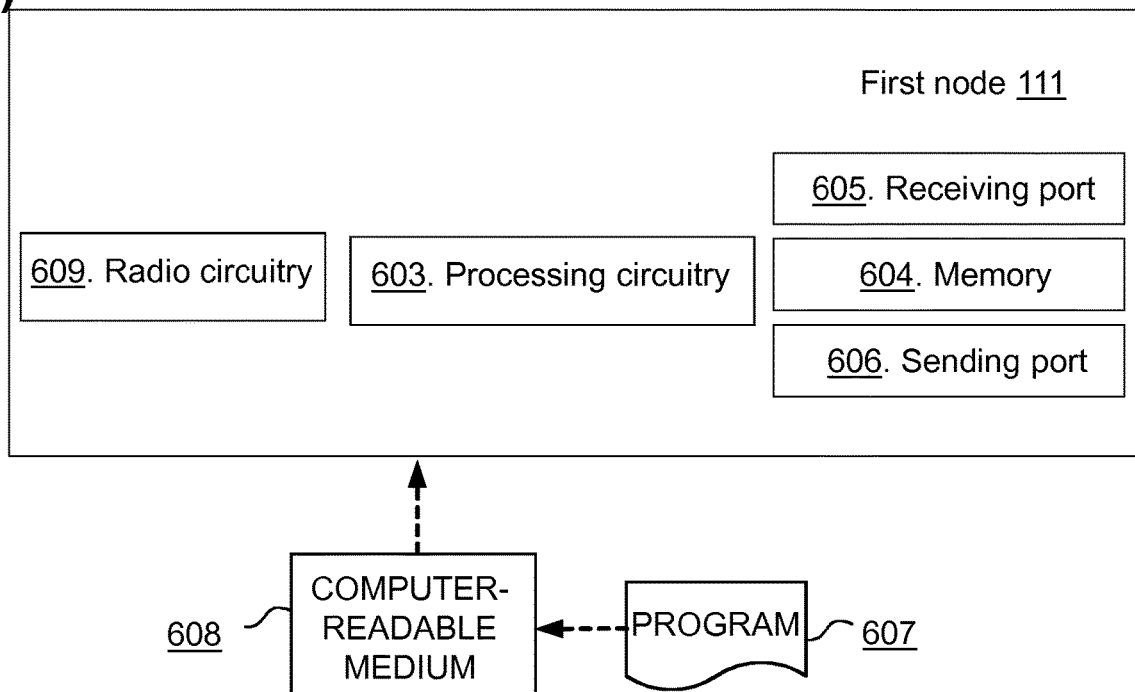 First node 111
605. Receiving port
609. Radio circuitry
603. Processing circuitry
604. Memory
606. Sending port
COMPUTER-
READABLE
MEDIUM
608
PROGRAM
607